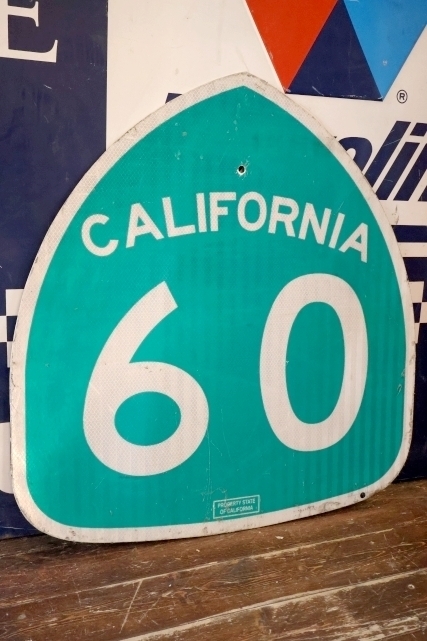 E
®
CALIFORNIA
60
PROPERTY STATE
OF CALIFORNIA